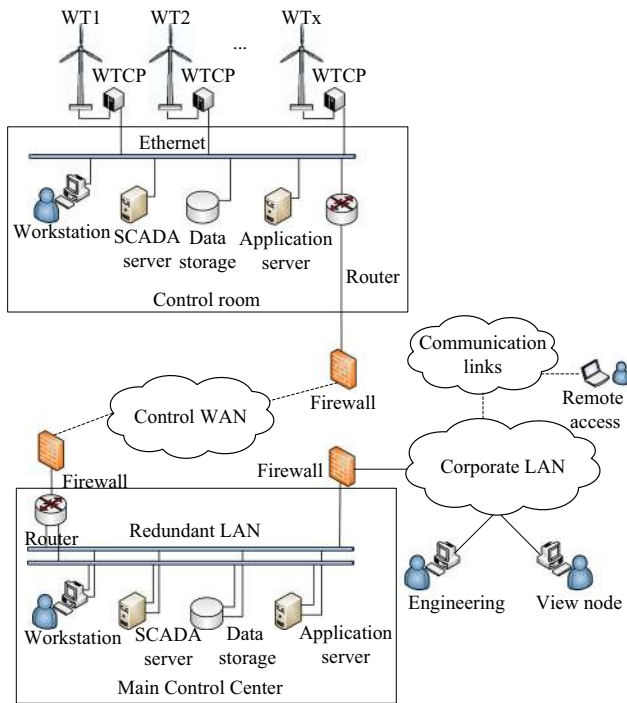 WT1
WT2
...
WTx
WTCP
WTCP
WTCP
Ethernet
Workstation
SCADA
server
Data
storage
Application
server
Router
Control room
Firewall
Communication
links
Remote
access
Control WAN
Firewall
Firewall
Corporate LAN
Router
Redundant LAN
Engineering
View node
Workstation
SCADA
server
Data
storage
Application
server
Main Control Center